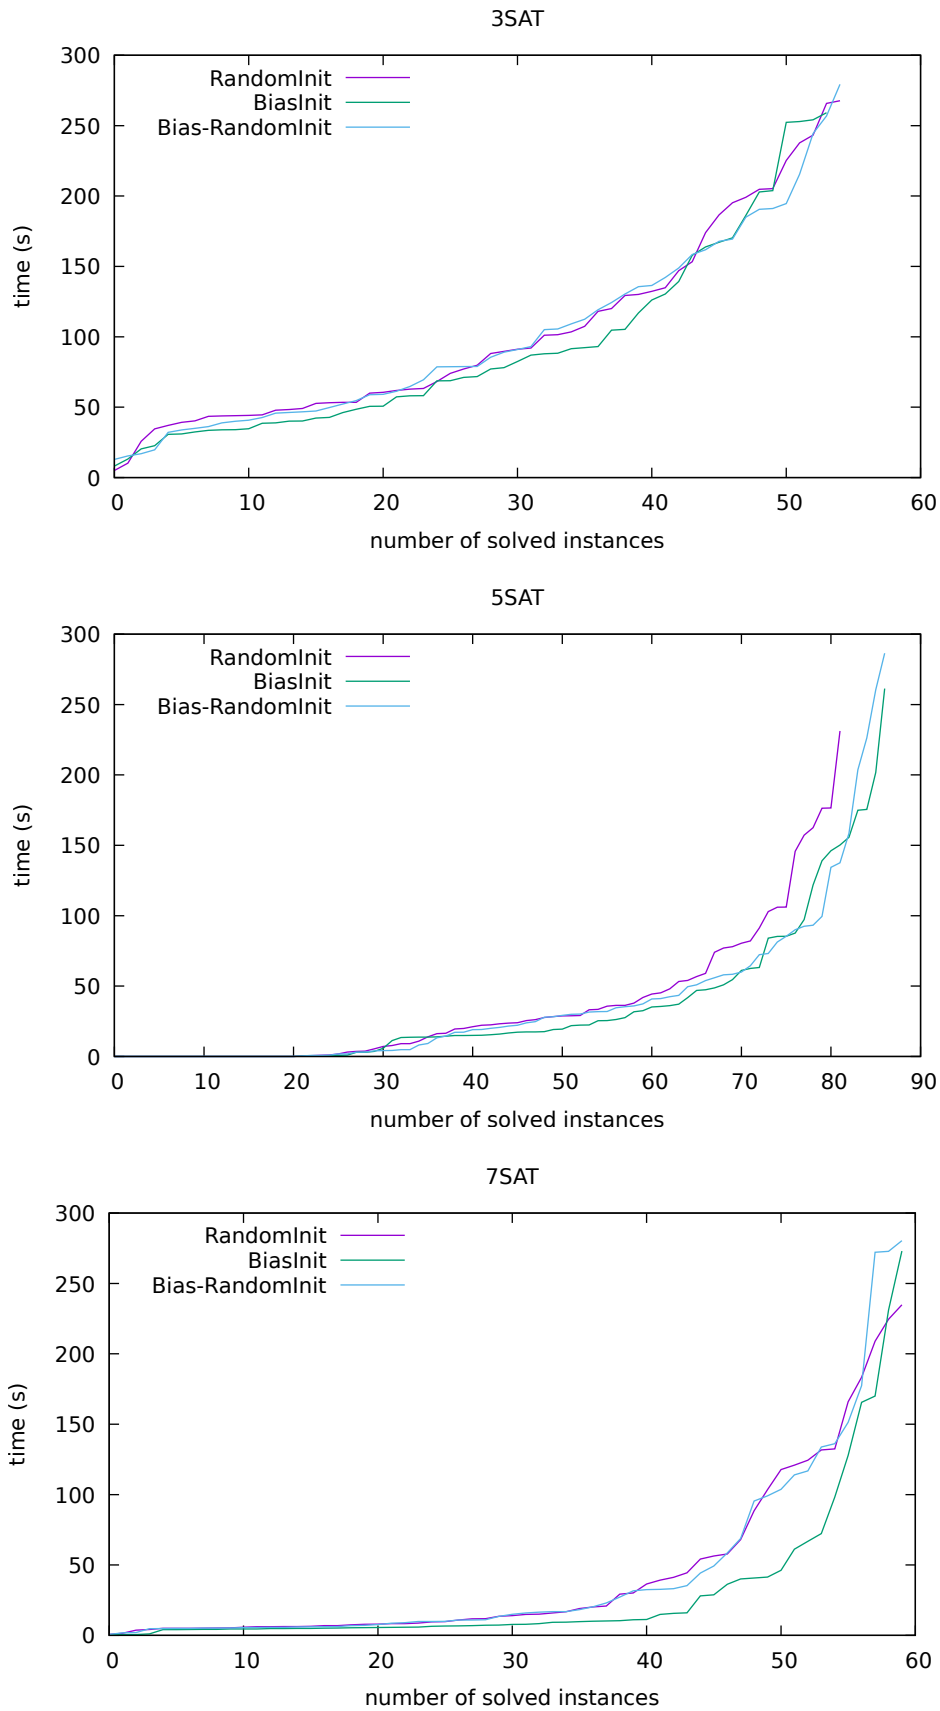 3SAT
300
250
200
150
100
50
0
time (s)
RandomInit
BiasInit
Bias-RandomInit
0 10 20 30 40 50 60
number of solved instances
5SAT
300
250
200
150
100
50
0
time (s)
RandomInit
BiasInit
Bias-RandomInit
0 10 20 30 40 50 60 70 80 90
number of solved instances
7SAT
300
250
200
150
100
50
0
time (s)
RandomInit
BiasInit
Bias-RandomInit
0 10 20 30 40 50 60
number of solved instances